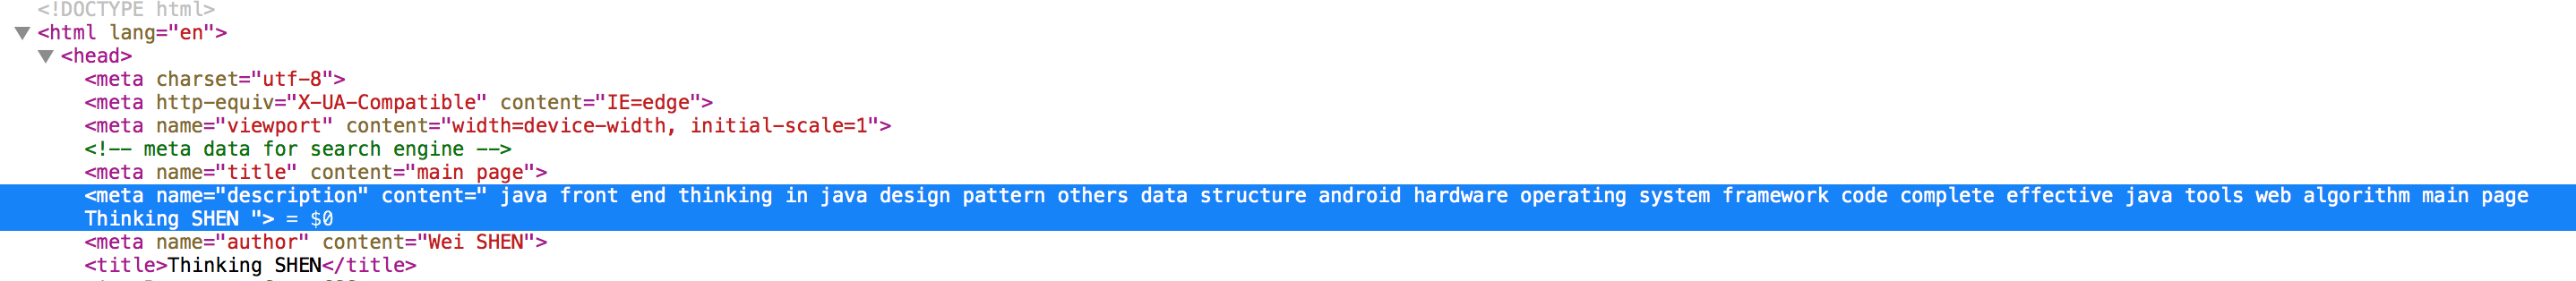 <!DOCTYPE html>
<html lang="en">
<head>
<meta charset="utf-8">
<meta http-equiv="X-UA-Compatible" content="IE=edge">
<meta name="viewport" content="width=device-width, initial-scale=1">
<!-- meta data for search engine -->
<meta name="title" content="main page">
<meta name="description" content=" java front end thinking in java design pattern others data structure android hardware operating system framework code complete effective java tools web algorithm main page
Thinking SHEN "> = $0
<meta name="author" content="Wei SHEN">
<title>Thinking SHEN</title>